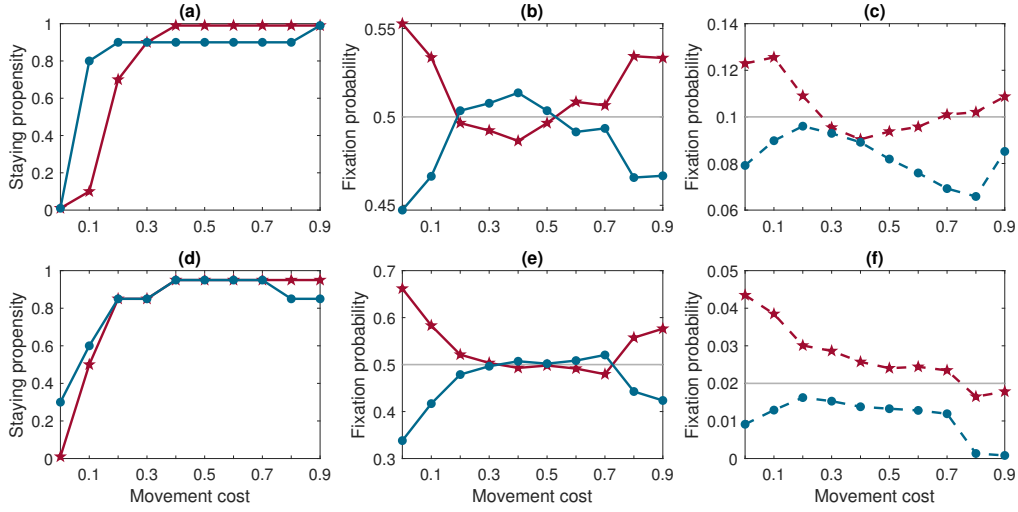 (a) (b) (c)
Staying propensity
1
0.8
0.6
0.4
0.2
0
0.1 0.3 0.5 0.7 0.9
Fixation probability
0.55
0.5
0.45
0.1 0.3 0.5 0.7 0.9
Fixation probability
0.14
0.12
0.1
0.08
0.06
0.1 0.3 0.5 0.7 0.9
(d) (e) (f)
Staying propensity
1
0.8
0.6
0.4
0.2
0
0.1 0.3 0.5 0.7 0.9
Movement cost
Fixation probability
0.7
0.6
0.5
0.4
0.3
0.1 0.3 0.5 0.7 0.9
Movement cost
Fixation probability
0.05
0.04
0.03
0.02
0.01
0
0.1 0.3 0.5 0.7 0.9
Movement cost